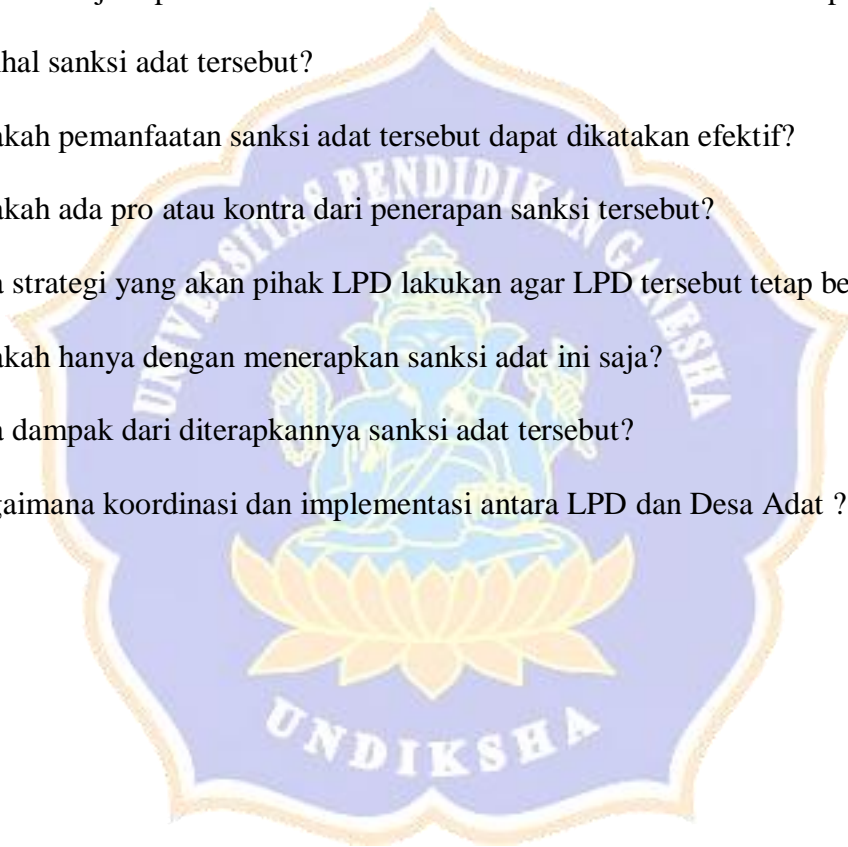 hal sanksi adat tersebut?
akah pemanfaatan sanksi adat tersebut dapat dikatakan efektif?
akah ada pro atau kontra dari penerapan sanksi tersebut?
a strategi yang akan pihak LPD lakukan agar LPD tersebut tetap be
akah hanya dengan menerapkan sanksi adat ini saja?
a dampak dari diterapkannya sanksi adat tersebut?
gaimana koordinasi dan implementasi antara LPD dan Desa Adat ?
UNIVERSITAS PENDIDIKAN GANESHA
UNDIKSHA